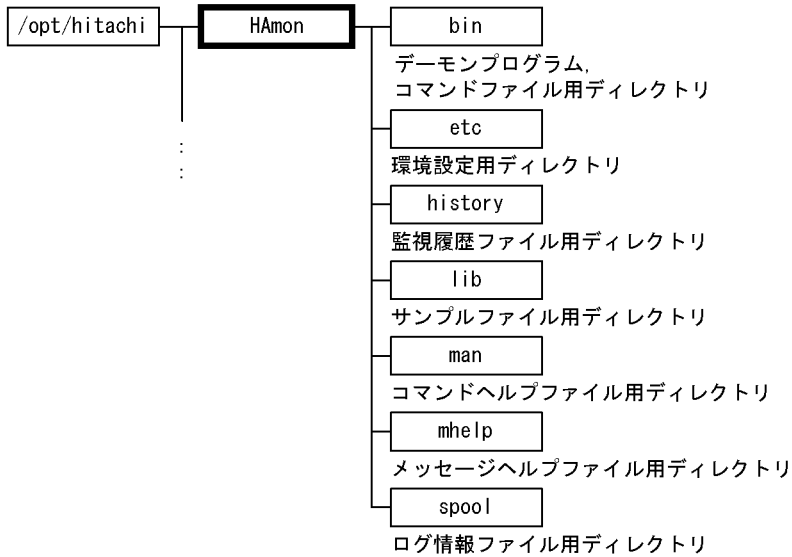 /opt/hitachi
HAmon
bin
デーモンプログラム,
コマンドファイル用ディレクトリ
etc
環境設定用ディレクトリ
history
監視履歴ファイル用ディレクトリ
lib
サンプルファイル用ディレクトリ
man
コマンドヘルプファイル用ディレクトリ
mhelp
メッセージヘルプファイル用ディレクトリ
spool
ログ情報ファイル用ディレクトリ
:
: